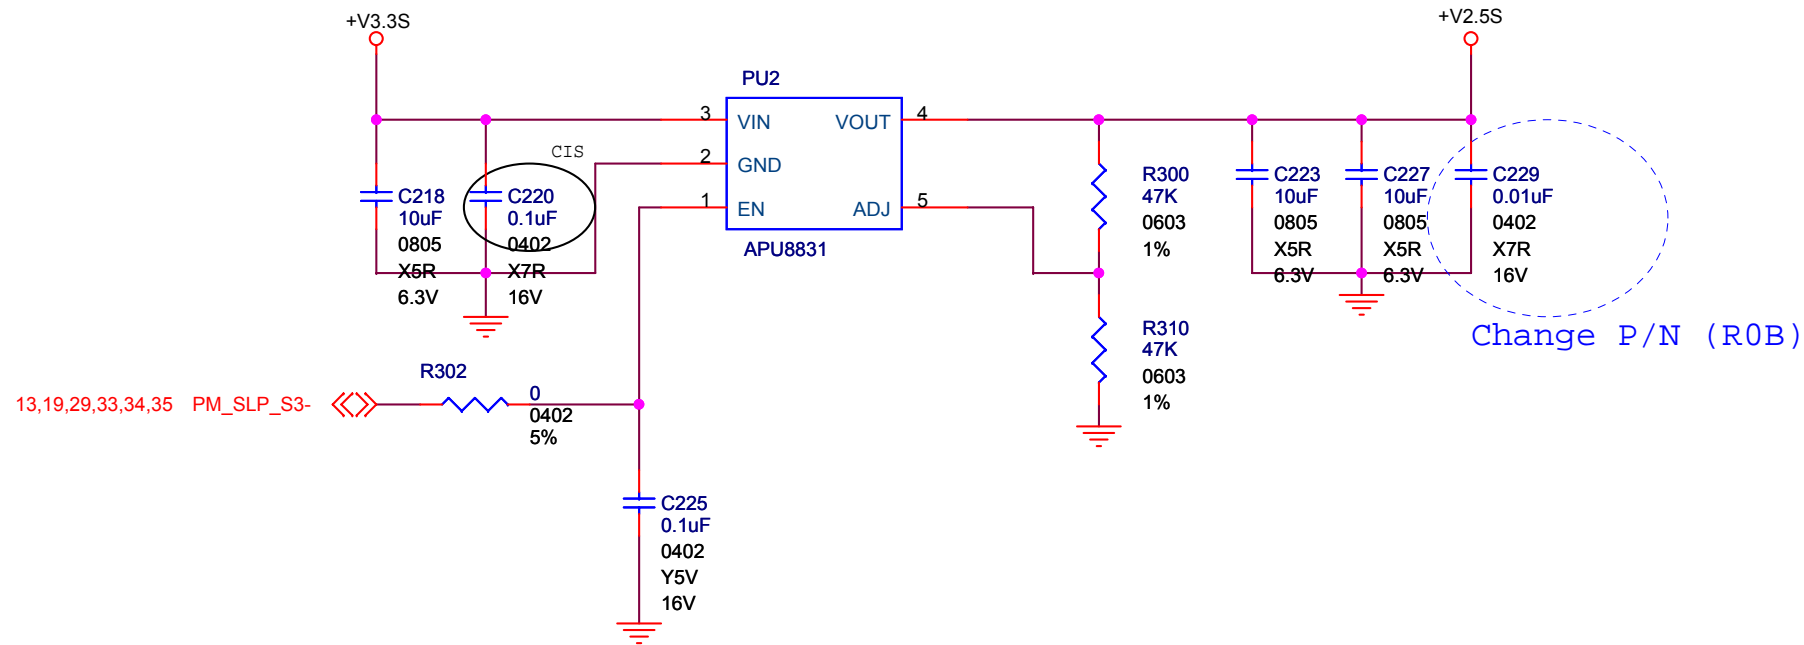 +V3.3S
+V2.5S
PU2
3 VIN
VOUT 4
2 GND
1 EN
ADJ 5
APU8831
CIS
C218
10uF
0805
X5R
6.3V
C220
0.1uF
0402
X7R
16V
R300
47K
0603
1%
C223
10uF
0805
X5R
6.3V
C227
10uF
0805
X5R
6.3V
C229
0.01uF
0402
X7R
16V
Change P/N (R0B)
R310
47K
0603
1%
R302
0
0402
5%
13,19,29,33,34,35 PM_SLP_S3-
C225
0.1uF
0402
Y5V
16V